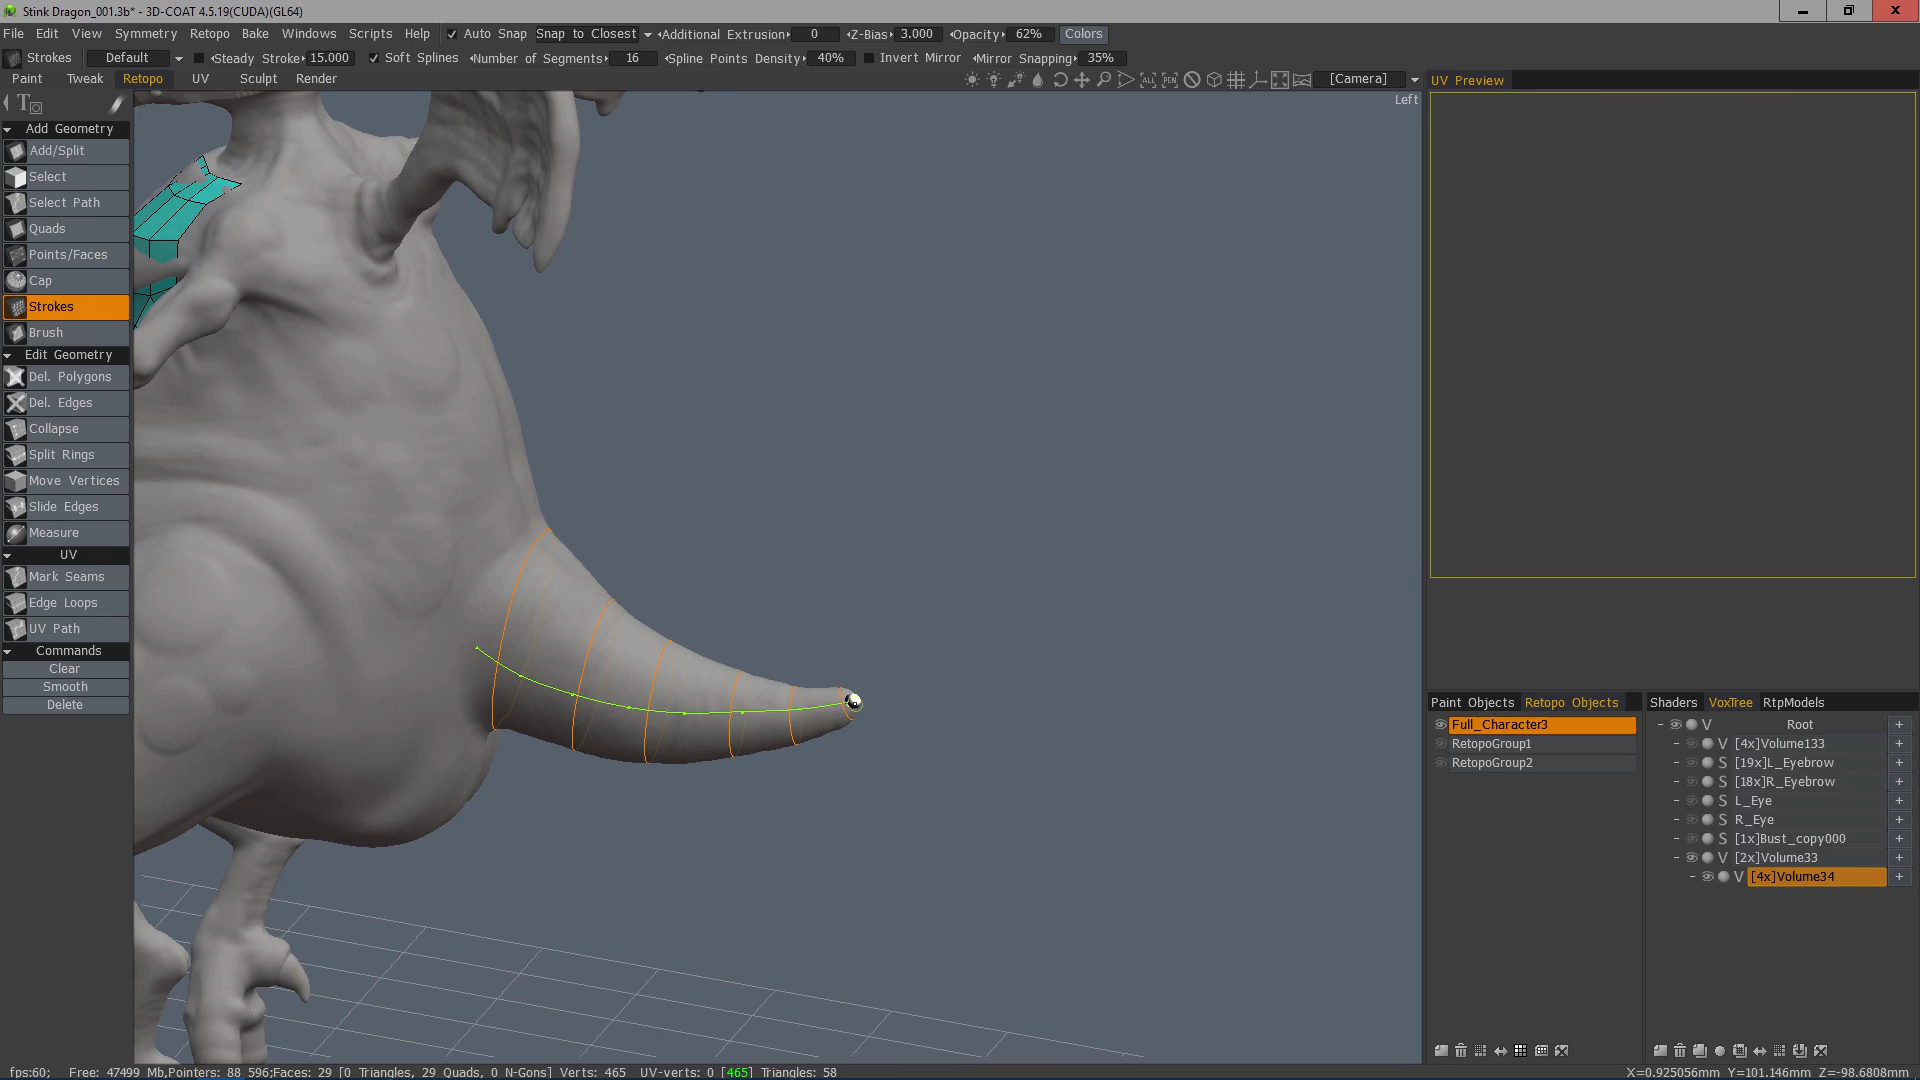 Stink Dragon_001.3b* - 3D-COAT 4.5.19(CUDA)(GL64)
File Edit View Symmetry Retopo Bake Windows Scripts Help Auto Snap Snap to Closest Additional Extrusion 0 Z-Bias 3.000 Opacity 62% Colors
Strokes Default Steady Stroke 15.000 Soft Splines Number of Segments 16 Spline Points Density 40% Invert Mirror Mirror Snapping 35%
Paint Tweak Retopo UV Sculpt Render ALL PEN [Camera] UV Preview
Left
Add Geometry
Add/Split
Select
Select Path
Quads
Points/Faces
Cap
Strokes
Brush
Edit Geometry
Del. Polygons
Del. Edges
Collapse
Split Rings
Move Vertices
Slide Edges
Measure
UV
Mark Seams
Edge Loops
UV Path
Commands
Clear
Smooth
Delete
Paint Objects Retopo Objects
Full_Character3
RetopoGroup1
RetopoGroup2
Shaders VoxTree RtpModels
V Root +
V [4x]Volume133 +
S [19x]L_Eyebrow +
S [18x]R_Eyebrow +
S L_Eye +
S R_Eye +
S [1x]Bust_copy000 +
V [2x]Volume33 +
V [4x]Volume34 +
fps:60; Free: 47499 Mb,Pointers: 88 596;Faces: 29 [0 Triangles, 29 Quads, 0 N-Gons] Verts: 465 UV-verts: 0 [465] Triangles: 58
X=0.925056mm Y=101.146mm Z=-98.6808mm